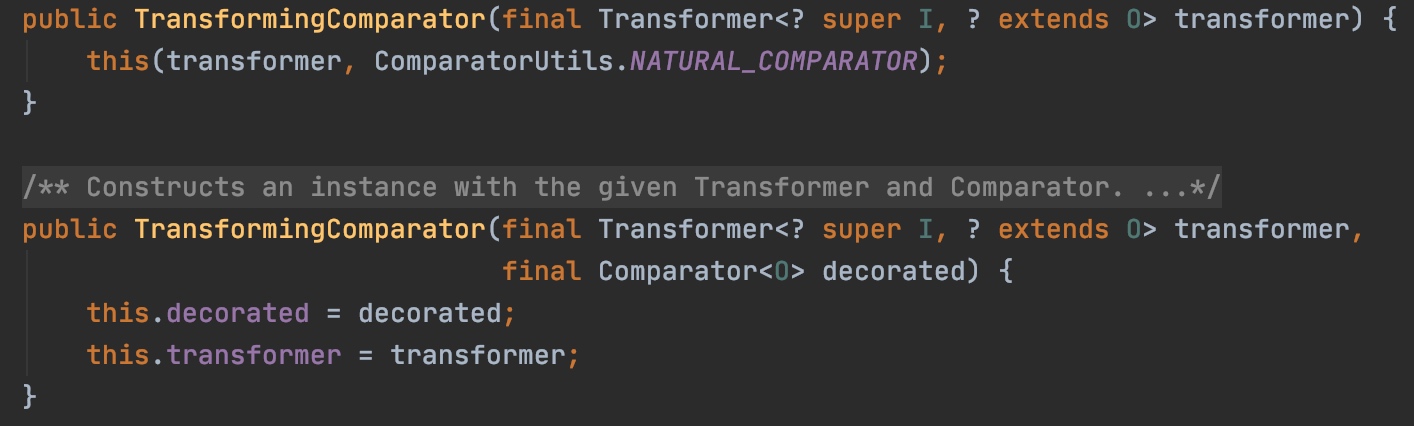 public TransformingComparator(final Transformer<? super I, ? extends O> transformer) {
    this(transformer, ComparatorUtils.NATURAL_COMPARATOR);
}
/** Constructs an instance with the given Transformer and Comparator. ...*/
public TransformingComparator(final Transformer<? super I, ? extends O> transformer,
                              final Comparator<O> decorated) {
    this.decorated = decorated;
    this.transformer = transformer;
}